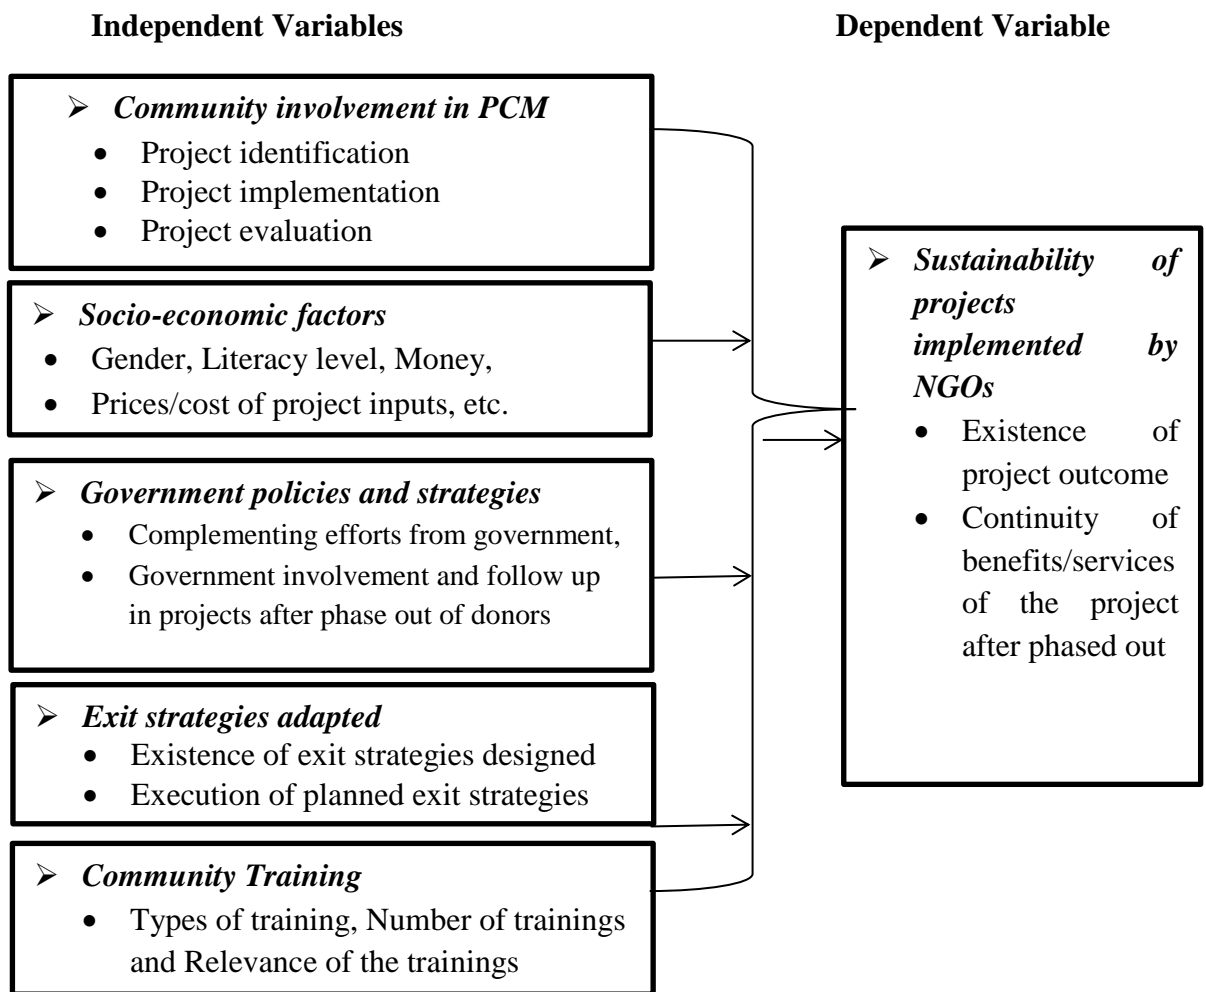 Independent Variables
Dependent Variable
➢ Community involvement in PCM
• Project identification
• Project implementation
• Project evaluation
➢ Socio-economic factors
• Gender, Literacy level, Money,
• Prices/cost of project inputs, etc.
➢ Government policies and strategies
• Complementing efforts from government,
• Government involvement and follow up
in projects after phase out of donors
➢ Exit strategies adapted
• Existence of exit strategies designed
• Execution of planned exit strategies
➢ Community Training
• Types of training, Number of trainings
and Relevance of the trainings
➢ Sustainability of
projects
implemented by
NGOs
• Existence of
project outcome
• Continuity of
benefits/services
of the project
after phased out